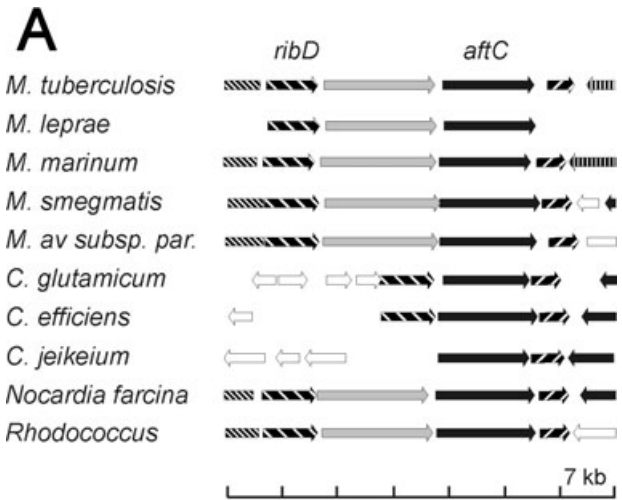 A
ribD aftC
M. tuberculosis
M. leprae
M. marinum
M. smegmatis
M. av subsp. par.
C. glutamicum
C. efficiens
C. jeikeium
Nocardia farcina
Rhodococcus
7 kb